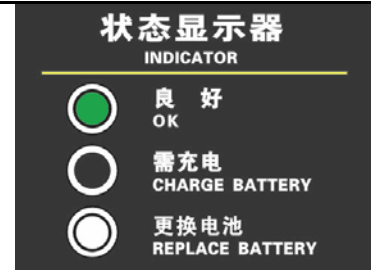 状态显示器
INDICATOR
良 好
OK
需充电
CHARGE BATTERY
更换电池
REPLACE BATTERY